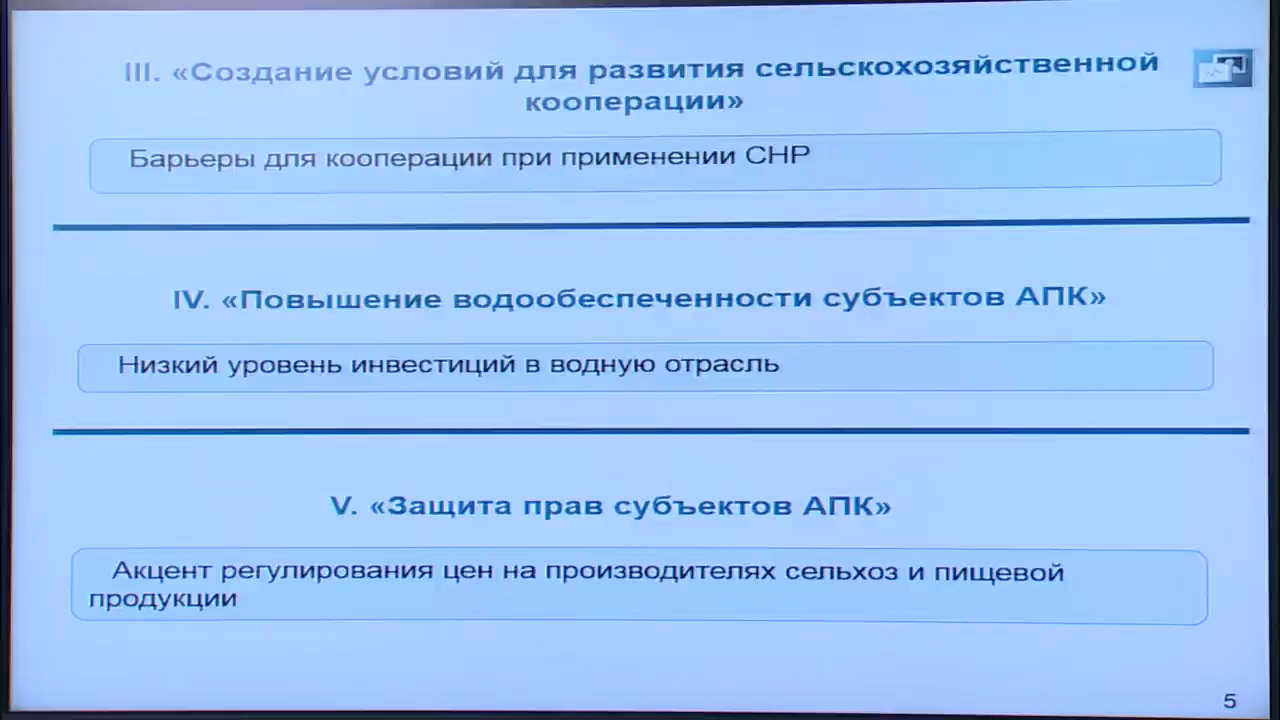 III. «Создание условий для развития сельскохозяйственной
кооперации»
Барьеры для кооперации при применении СНР
IV. «Повышение водообеспеченности субъектов АПК»
Низкий уровень инвестиций в водную отрасль
V. «Защита прав субъектов АПК»
Акцент регулирования цен на производителях сельхоз и пищевой
продукции
5